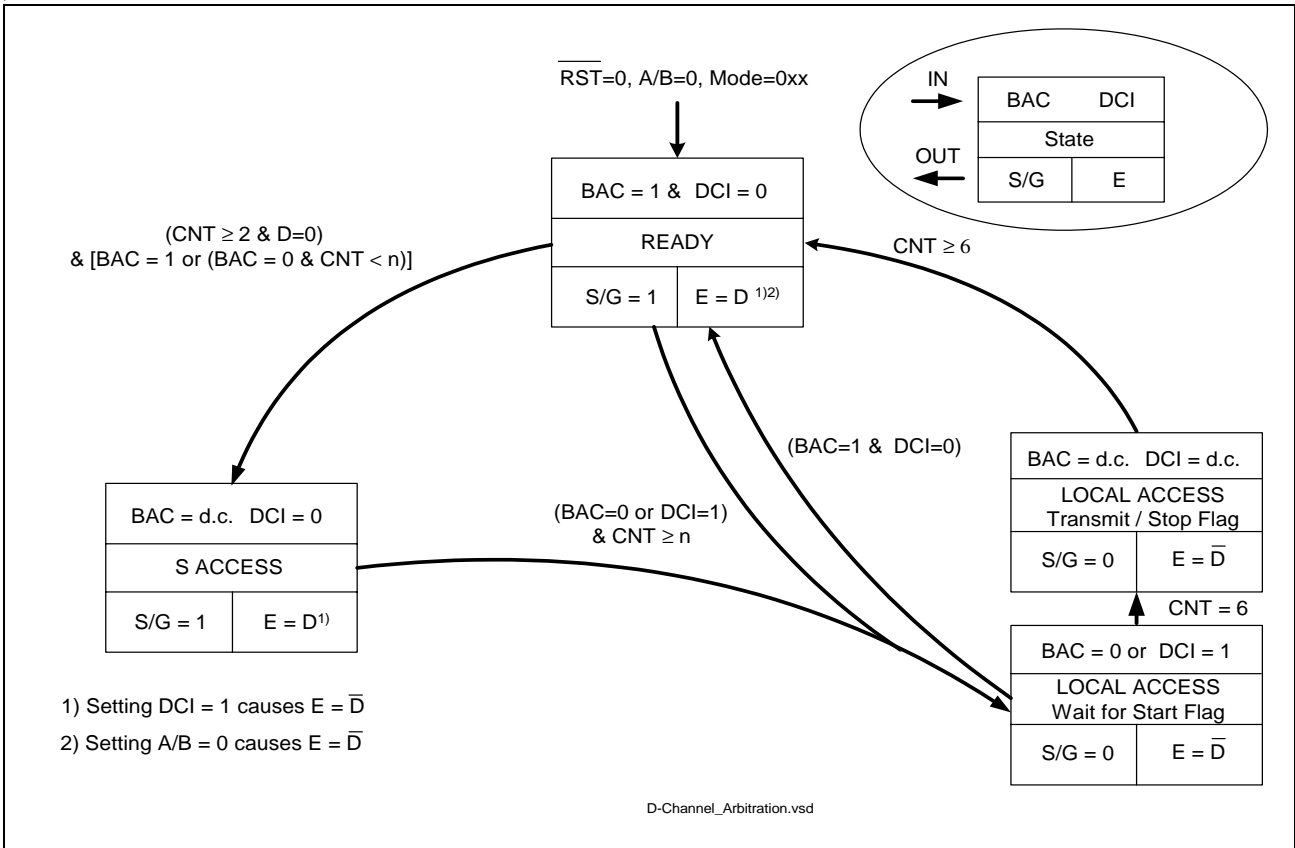 R̅S̅T̅=0, A/B=0, Mode=0xx
IN
BAC DCI
State
OUT
S/G E
BAC = 1 & DCI = 0
READY
S/G = 1 E = D 1)2)
(CNT ≥ 2 & D=0)
& [BAC = 1 or (BAC = 0 & CNT < n)]
CNT ≥ 6
(BAC=1 & DCI=0)
(BAC=0 or DCI=1)
& CNT ≥ n
BAC = d.c. DCI = d.c.
LOCAL ACCESS
Transmit / Stop Flag
S/G = 0 E = D̅
CNT = 6
BAC = 0 or DCI = 1
LOCAL ACCESS
Wait for Start Flag
S/G = 0 E = D̅
BAC = d.c. DCI = 0
S ACCESS
S/G = 1 E = D1)
1) Setting DCI = 1 causes E = D̅
2) Setting A/B = 0 causes E = D̅
D-Channel_Arbitration.vsd